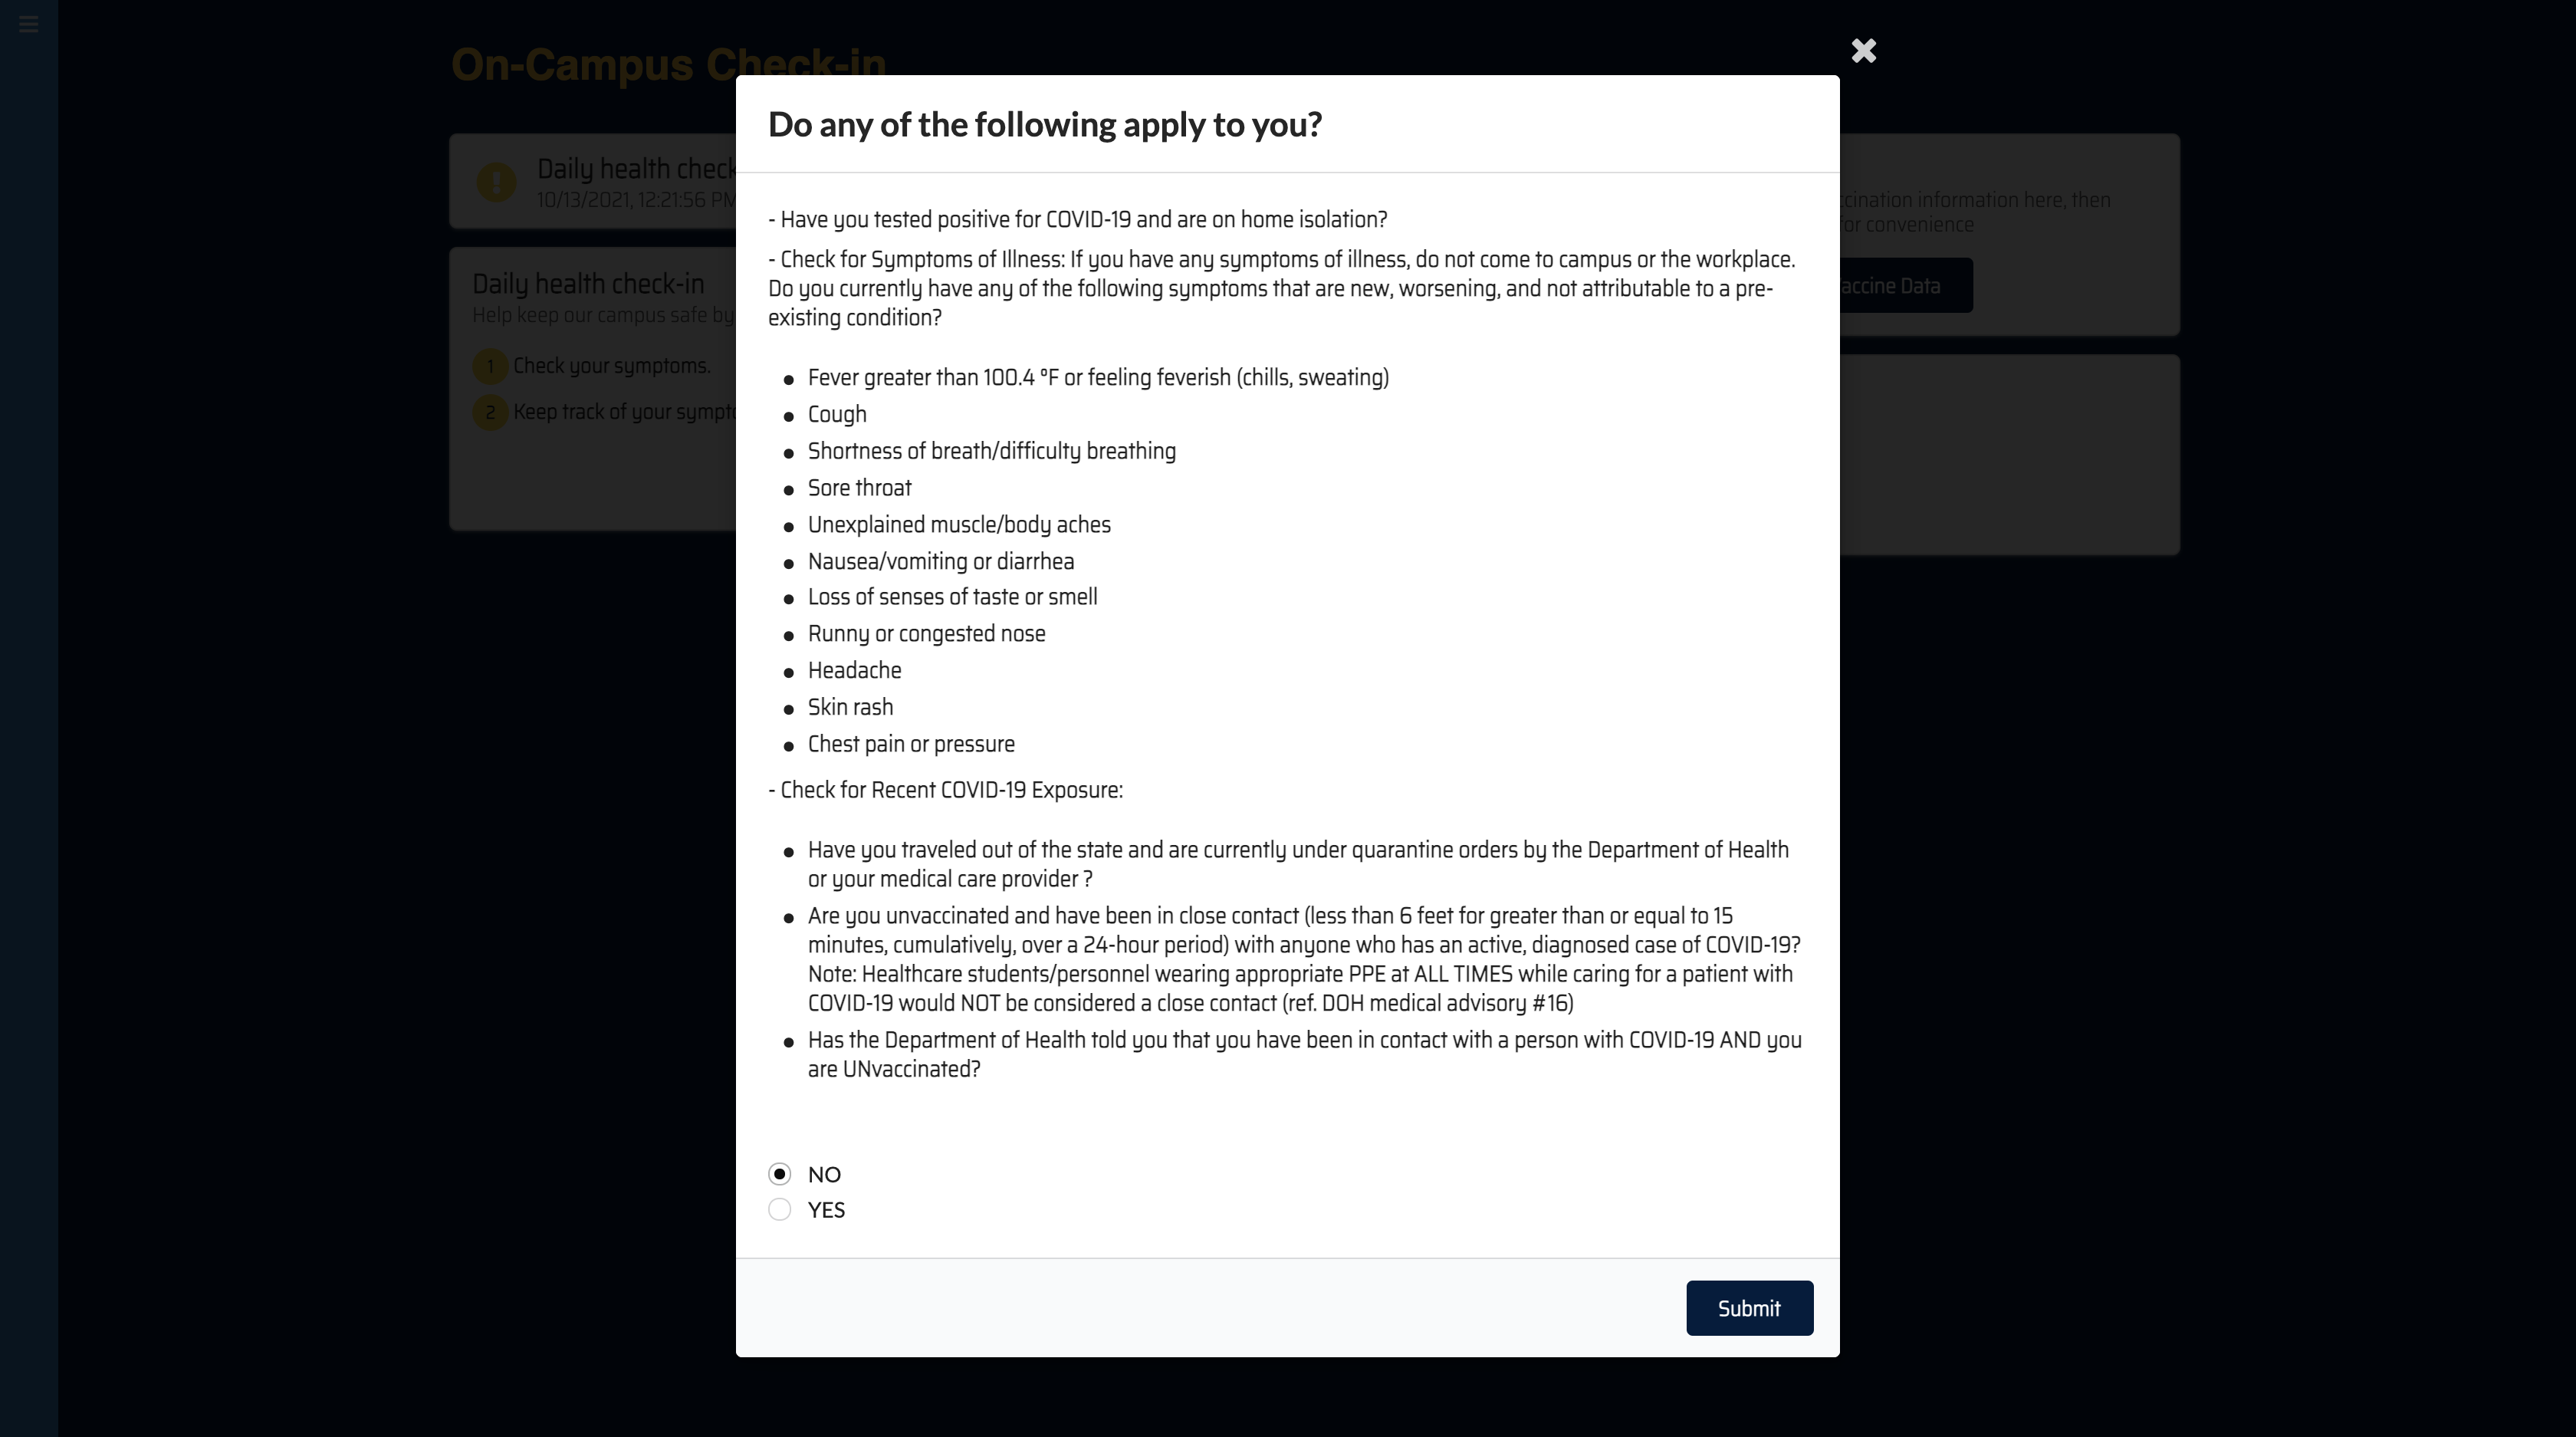 On-Campus Check-in
Do any of the following apply to you?
Daily health check
10/13/2021, 12:21:56 PM
Daily health check-in
Help keep our campus safe by
1 Check your symptoms.
2 Keep track of your
- Have you tested positive for COVID-19 and are on home isolation?
- Check for Symptoms of Illness: If you have any symptoms of illness, do not come to campus or the workplace.
Do you currently have any of the following symptoms that are new, worsening, and not attributable to a pre-
existing condition?
● Fever greater than 100.4 ºF or feeling feverish (chills, sweating)
● Cough
● Shortness of breath/difficulty breathing
● Sore throat
● Unexplained muscle/body aches
● Nausea/vomiting or diarrhea
● Loss of senses of taste or smell
● Runny or congested nose
● Headache
● Skin rash
● Chest pain or pressure
- Check for Recent COVID-19 Exposure:
● Have you traveled out of the state and are currently under quarantine orders by the Department of Health
or your medical care provider ?
● Are you unvaccinated and have been in close contact (less than 6 feet for greater than or equal to 15
minutes, cumulatively, over a 24-hour period) with anyone who has an active, diagnosed case of COVID-19?
Note: Healthcare students/personnel wearing appropriate PPE at ALL TIMES while caring for a patient with
COVID-19 would NOT be considered a close contact (ref. DOH medical advisory #16)
● Has the Department of Health told you that you have been in contact with a person with COVID-19 AND you
are UNvaccinated?
NO
YES
Submit
information here, then
for convenience
Data